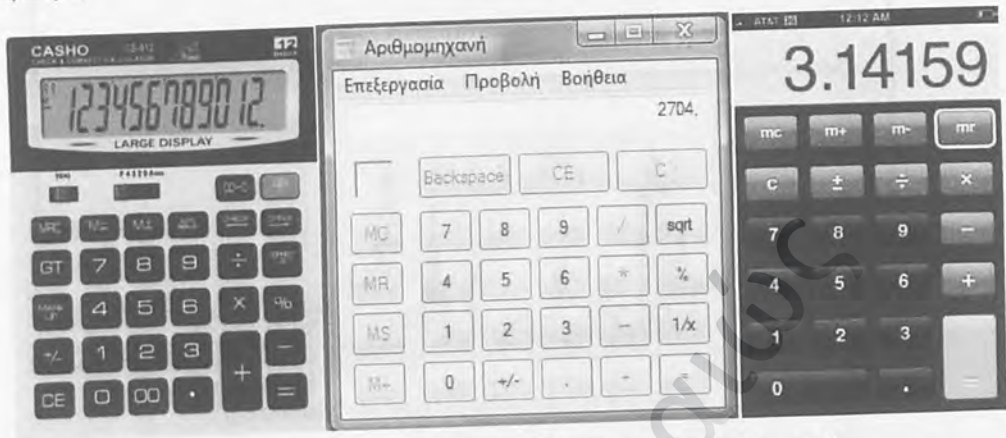 CASHO
12
123456789012.
LARGE DISPLAY
GT 7 8 9 ÷
4 5 6 × %
+/- 1 2 3 + −
CE 0 00 . =
Αριθμομηχανή
Επεξεργασία Προβολή Βοήθεια
2704,
Backspace CE C
MC 7 8 9 / sqrt
MR 4 5 6 * %
MS 1 2 3 − 1/x
M+ 0 +/- . + =
AT&T 12:12 AM
3.14159
mc m+ m- mr
C ± ÷ ×
7 8 9 −
4 5 6 +
1 2 3
0 . =